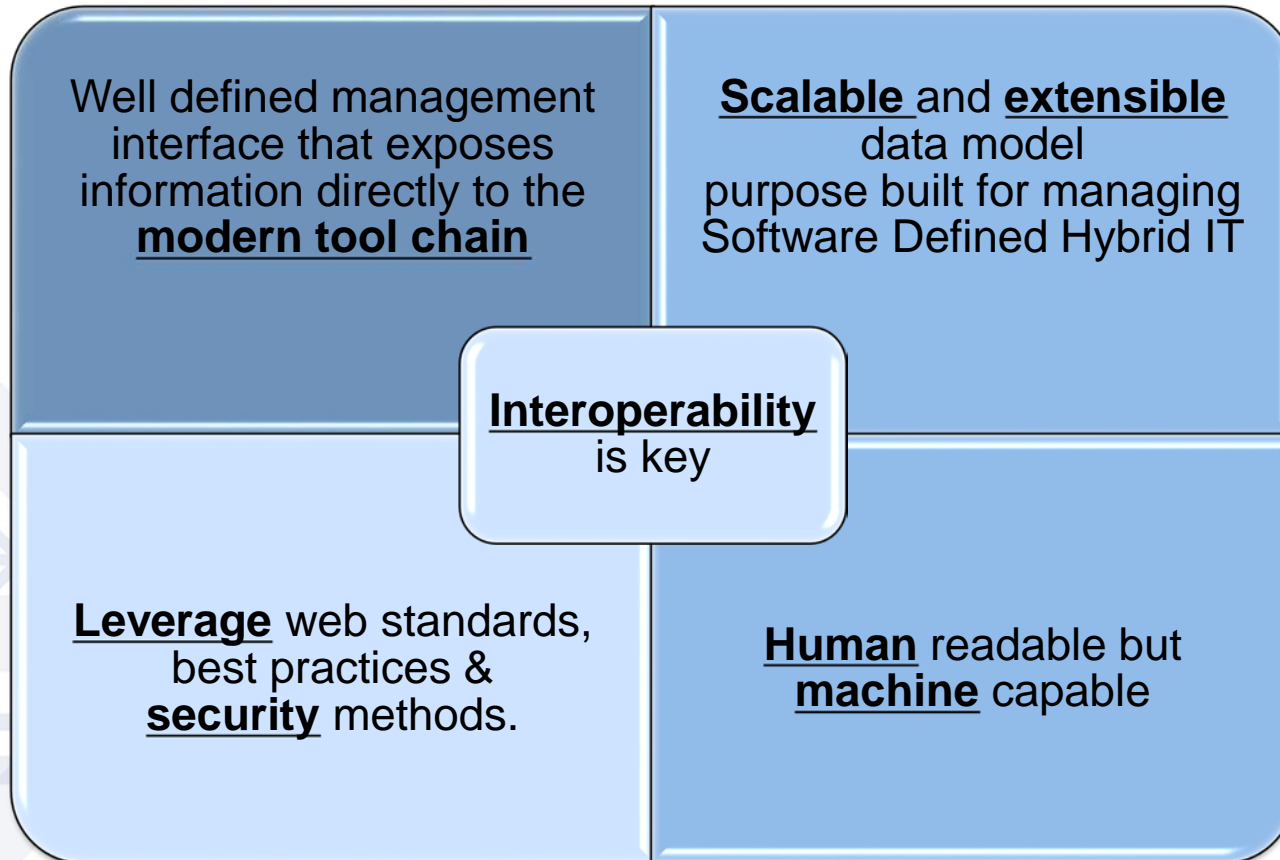 Well defined management
interface that exposes
information directly to the
modern tool chain
Scalable and extensible
data model
purpose built for managing
Software Defined Hybrid IT
Interoperability
is key
Leverage web standards,
best practices &
security methods.
Human readable but
machine capable